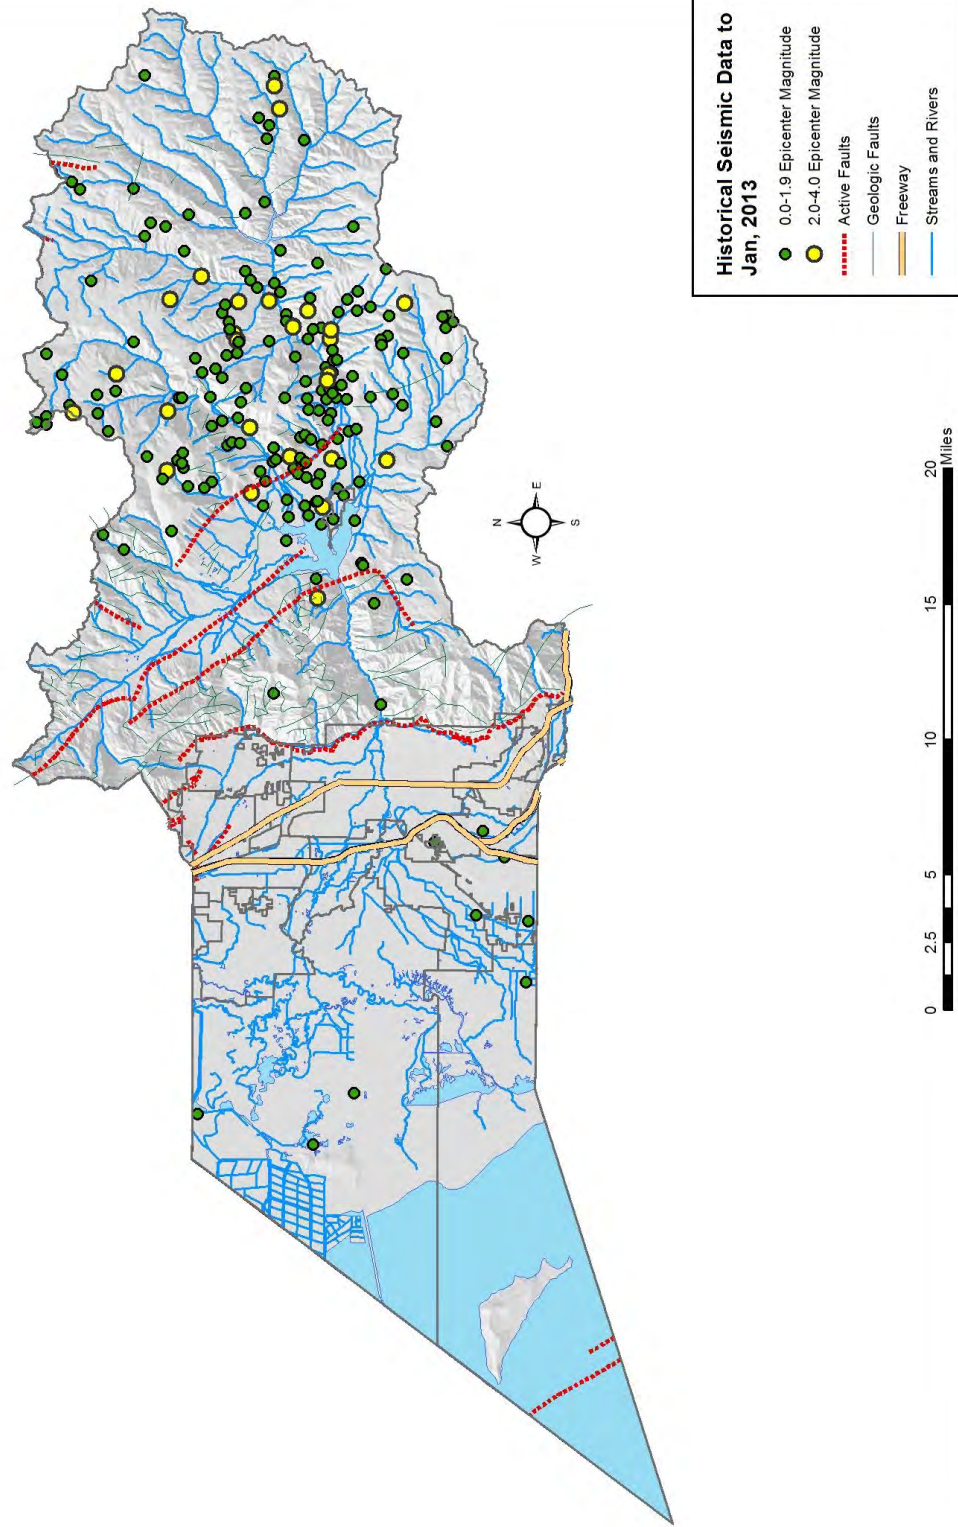 Historical Seismic Data to
Jan, 2013
0.0-1.9 Epicenter Magnitude
2.0-4.0 Epicenter Magnitude
Active Faults
Geologic Faults
Freeway
Streams and Rivers
N
W
E
S
0 2.5 5 10 15 20
Miles